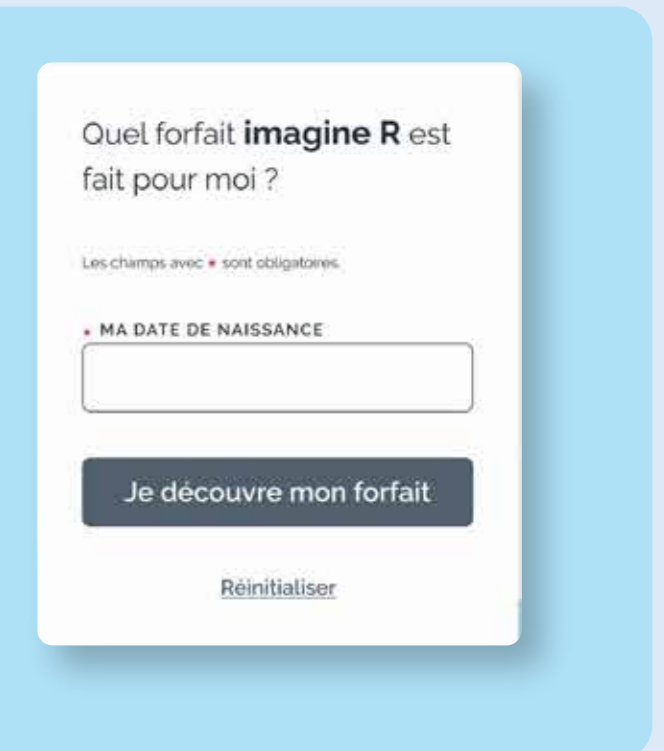 Quel forfait imagine R est
fait pour moi ?
Les champs avec * sont obligatoires.
* MA DATE DE NAISSANCE
Je découvre mon forfait
Réinitialiser